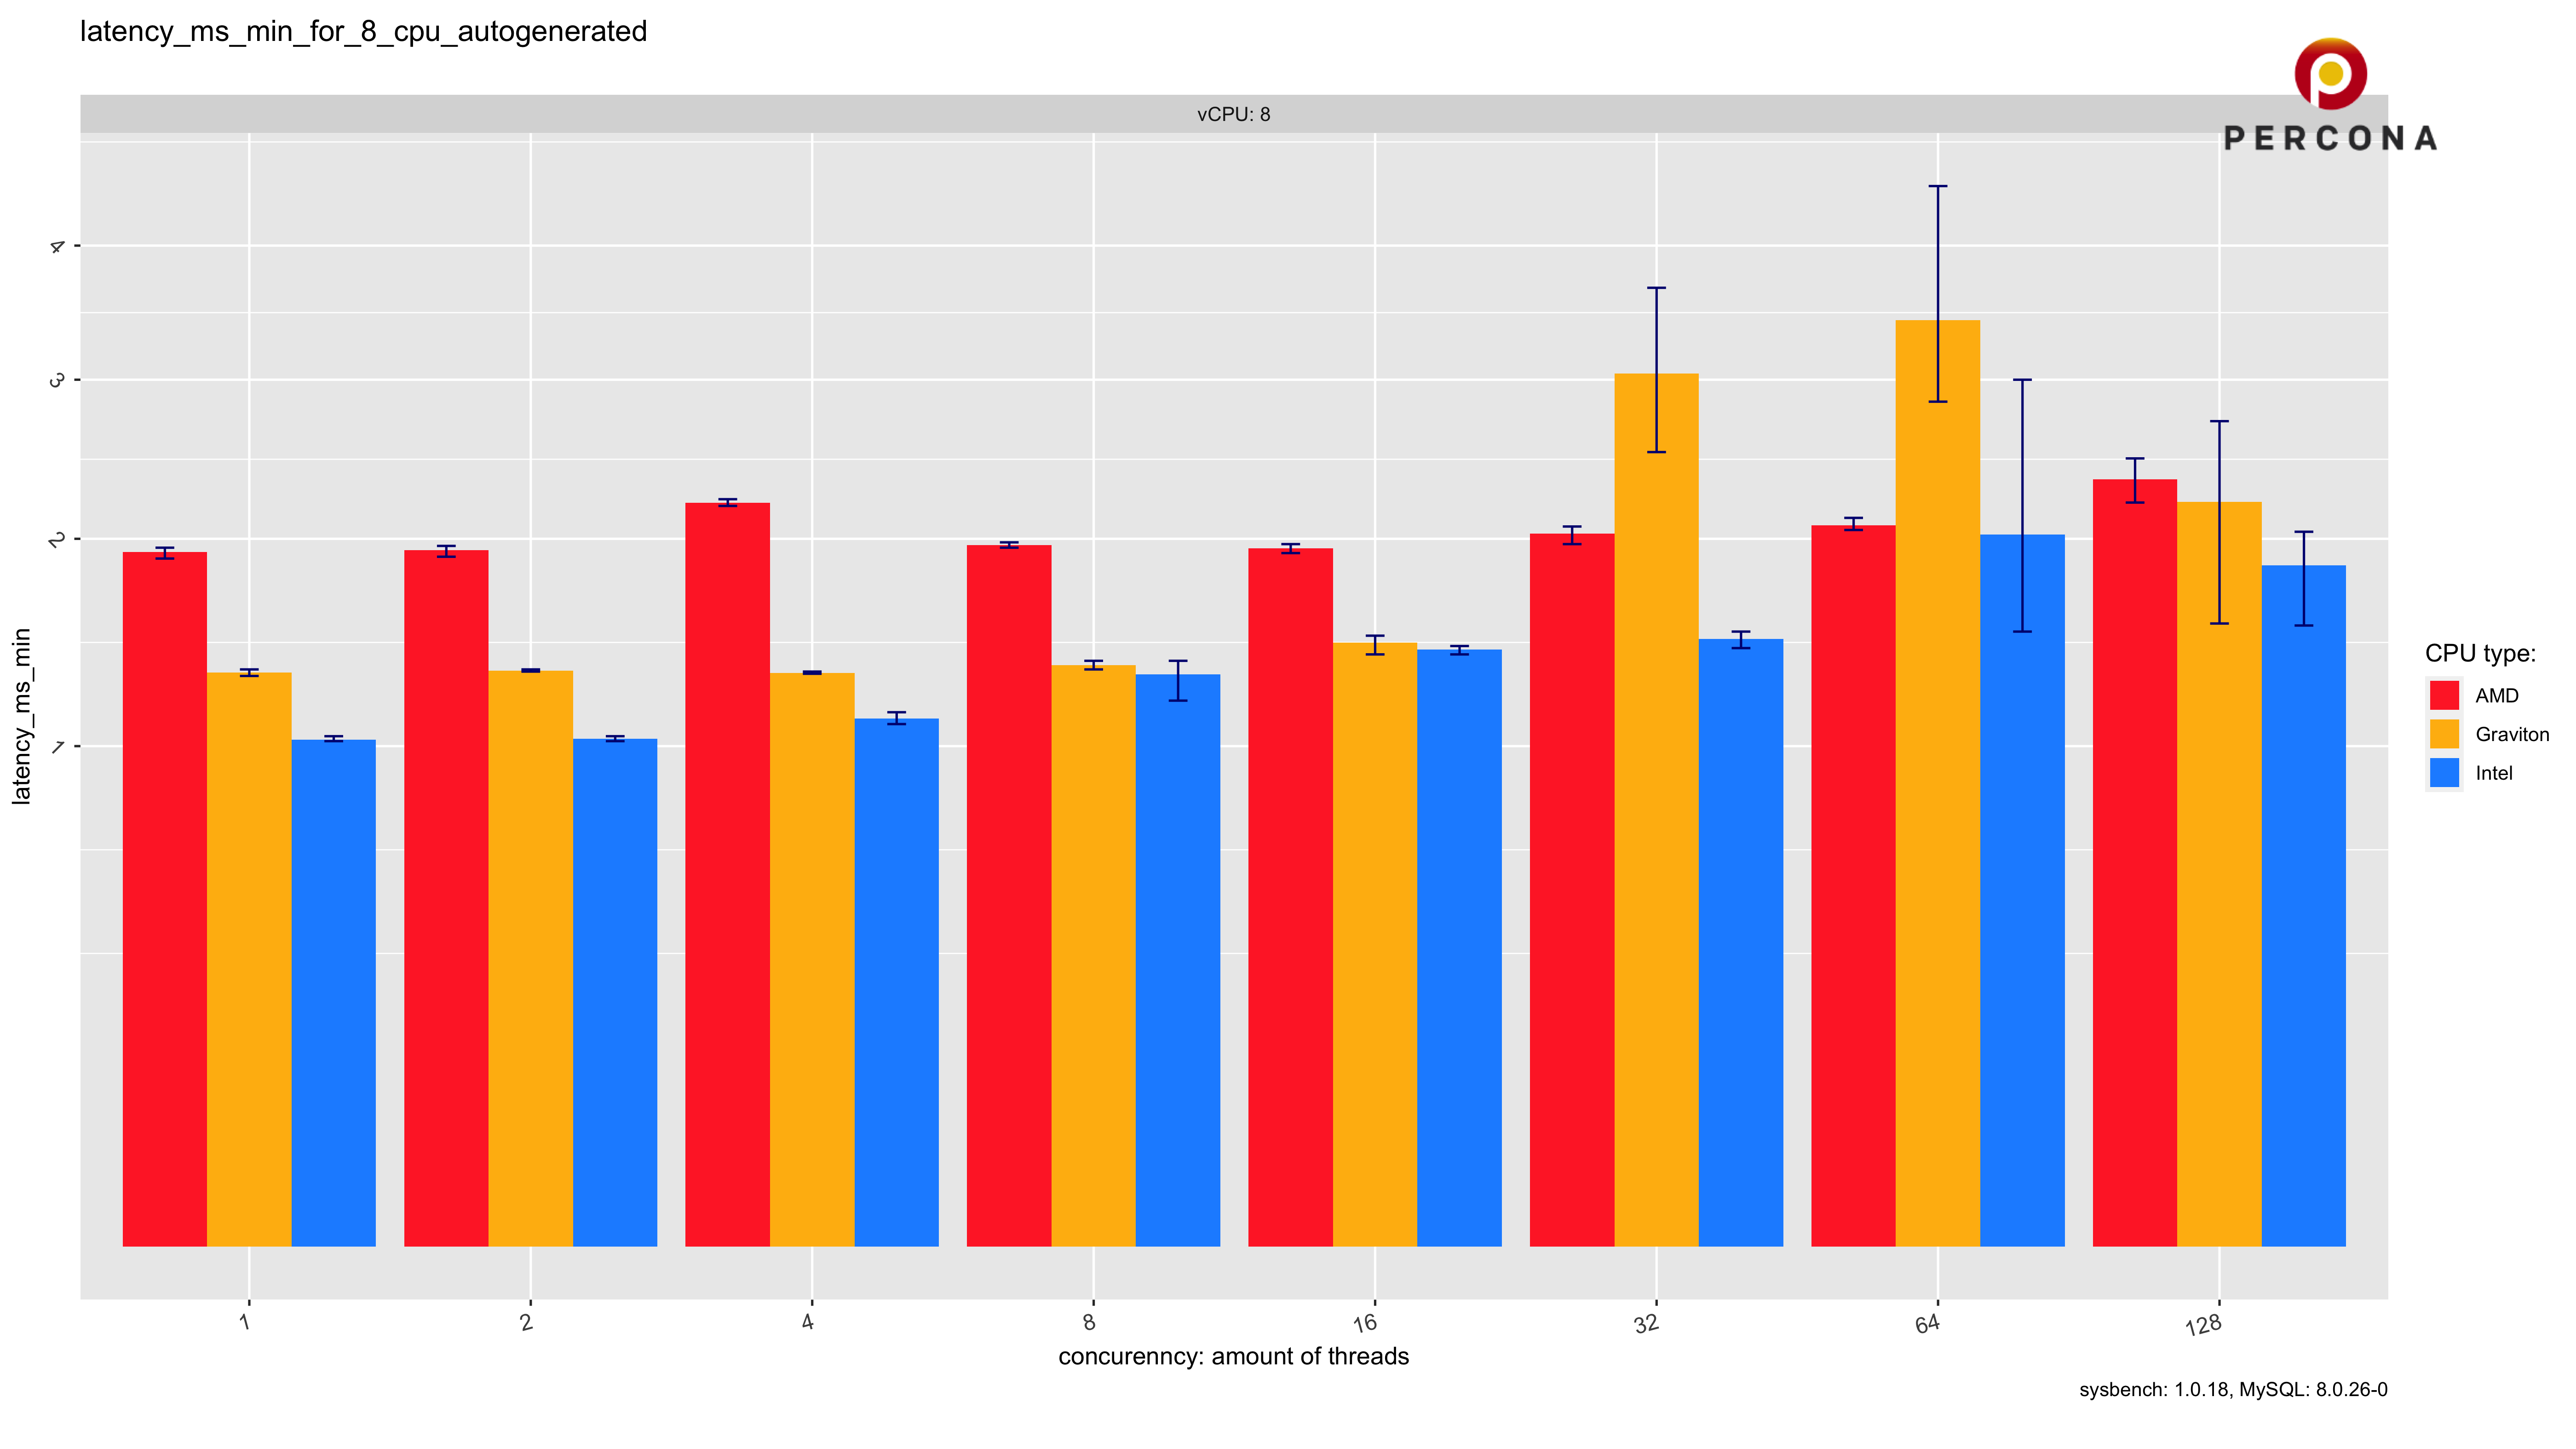 latency_ms_min_for_8_cpu_autogenerated
PERCONA
vCPU: 8
latency_ms_min
4
3
2
1
CPU type:
AMD
Graviton
Intel
1
2
4
8
16
32
64
128
concurenncy: amount of threads
sysbench: 1.0.18, MySQL: 8.0.26-0